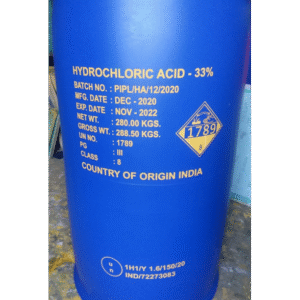 HYDROCHLORIC ACID - 33%
BATCH NO. : PIPL/HA/12/2020
MFG. DATE : DEC - 2020
EXP. DATE : NOV - 2022
NET WT. : 280.00 KGS.
GROSS WT. : 288.50 KGS.
UN NO. : 1789
PG : III
CLASS : 8
1789
8
COUNTRY OF ORIGIN INDIA
u
n
1H1/Y 1.6/150/20
IND/72273083